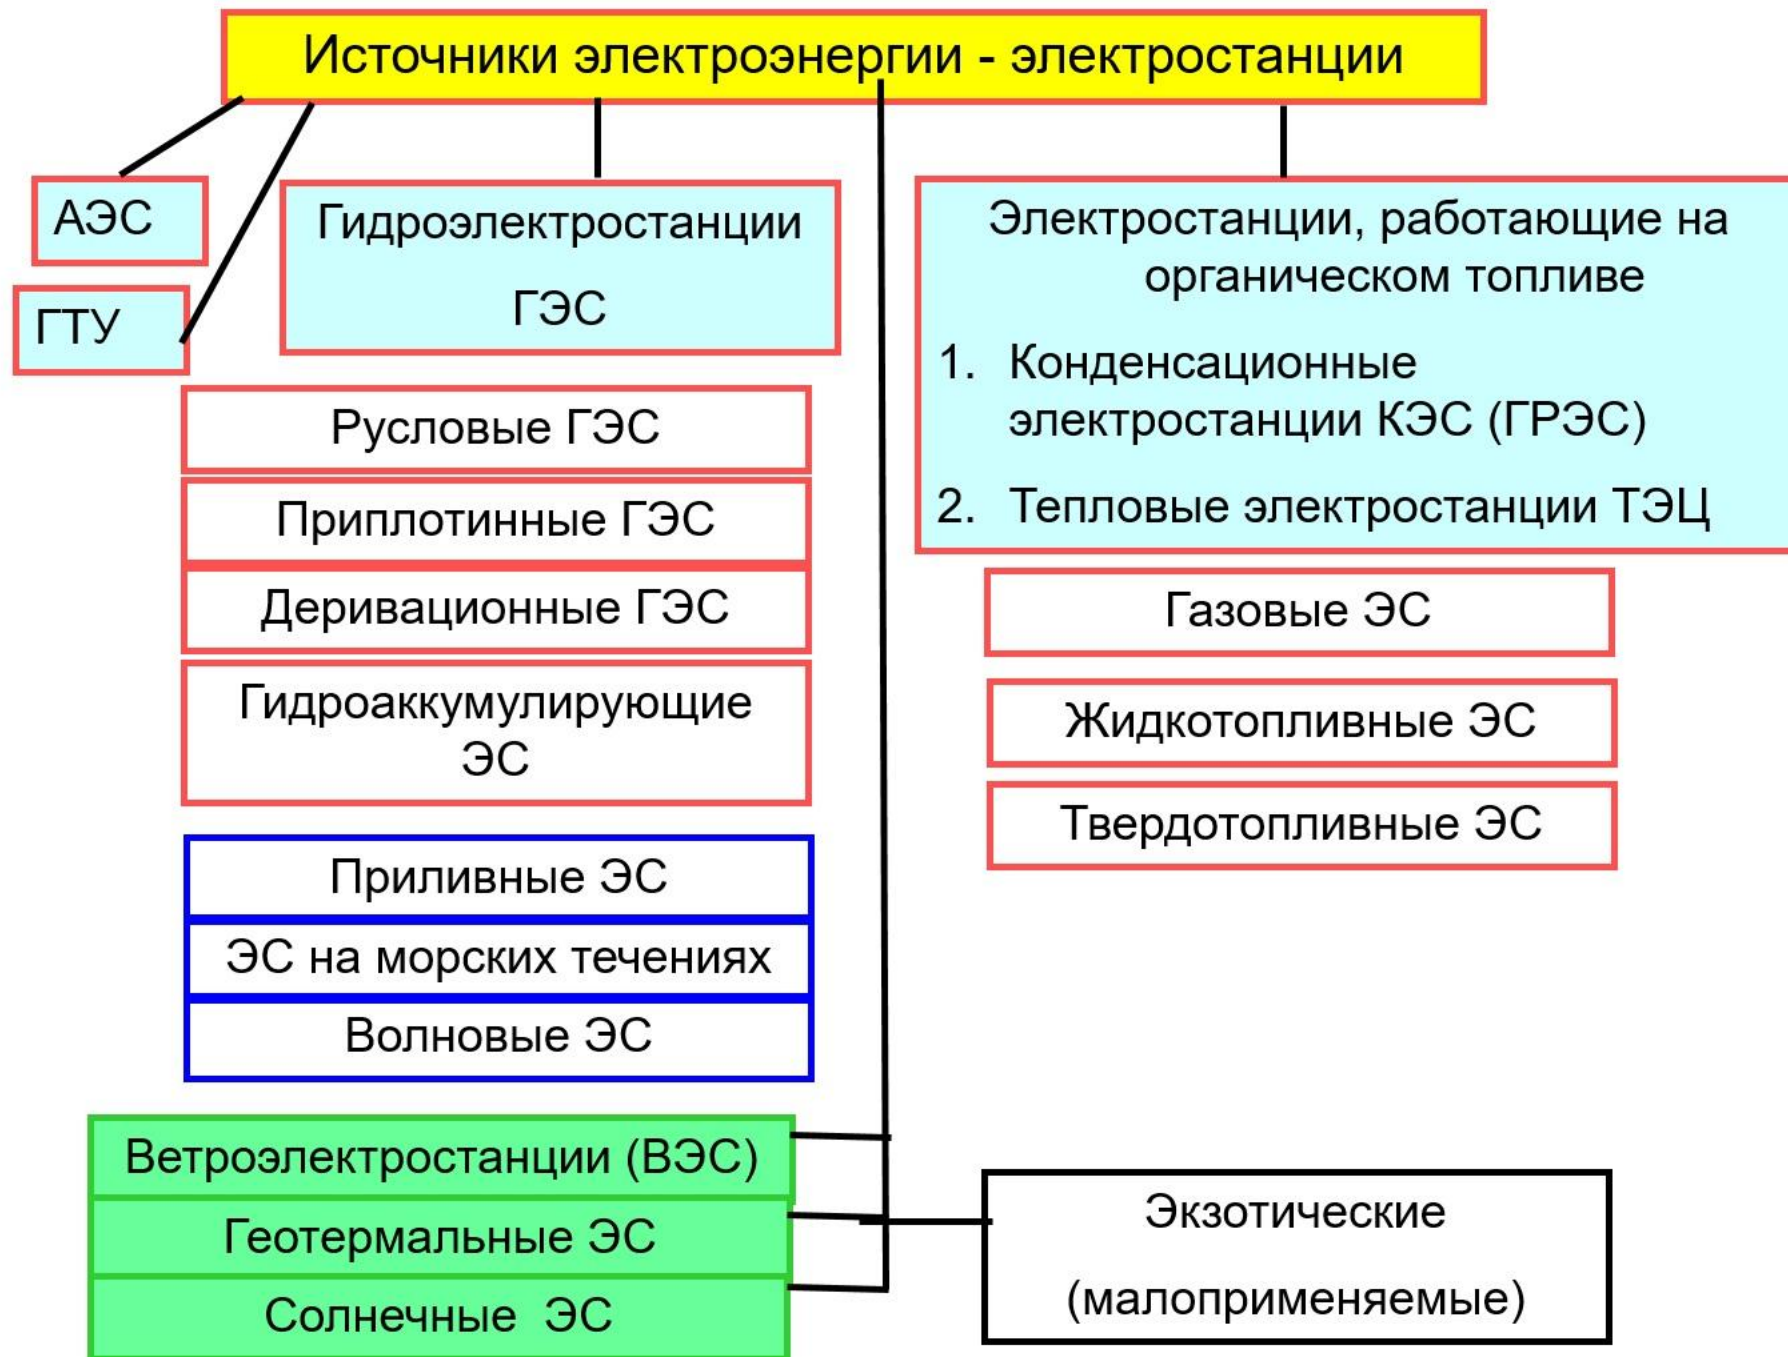 Источники электроэнергии - электростанции
АЭС
ГТУ
Гидроэлектростанции
ГЭС
Русловые ГЭС
Приплотинные ГЭС
Деривационные ГЭС
Гидроаккумулирующие
ЭС
Приливные ЭС
ЭС на морских течениях
Волновые ЭС
Ветроэлектростанции (ВЭС)
Геотермальные ЭС
Солнечные ЭС
Электростанции, работающие на
органическом топливе
1. Конденсационные
электростанции КЭС (ГРЭС)
2. Тепловые электростанции ТЭЦ
Газовые ЭС
Жидкотопливные ЭС
Твердотопливные ЭС
Экзотические
(малоприменяемые)